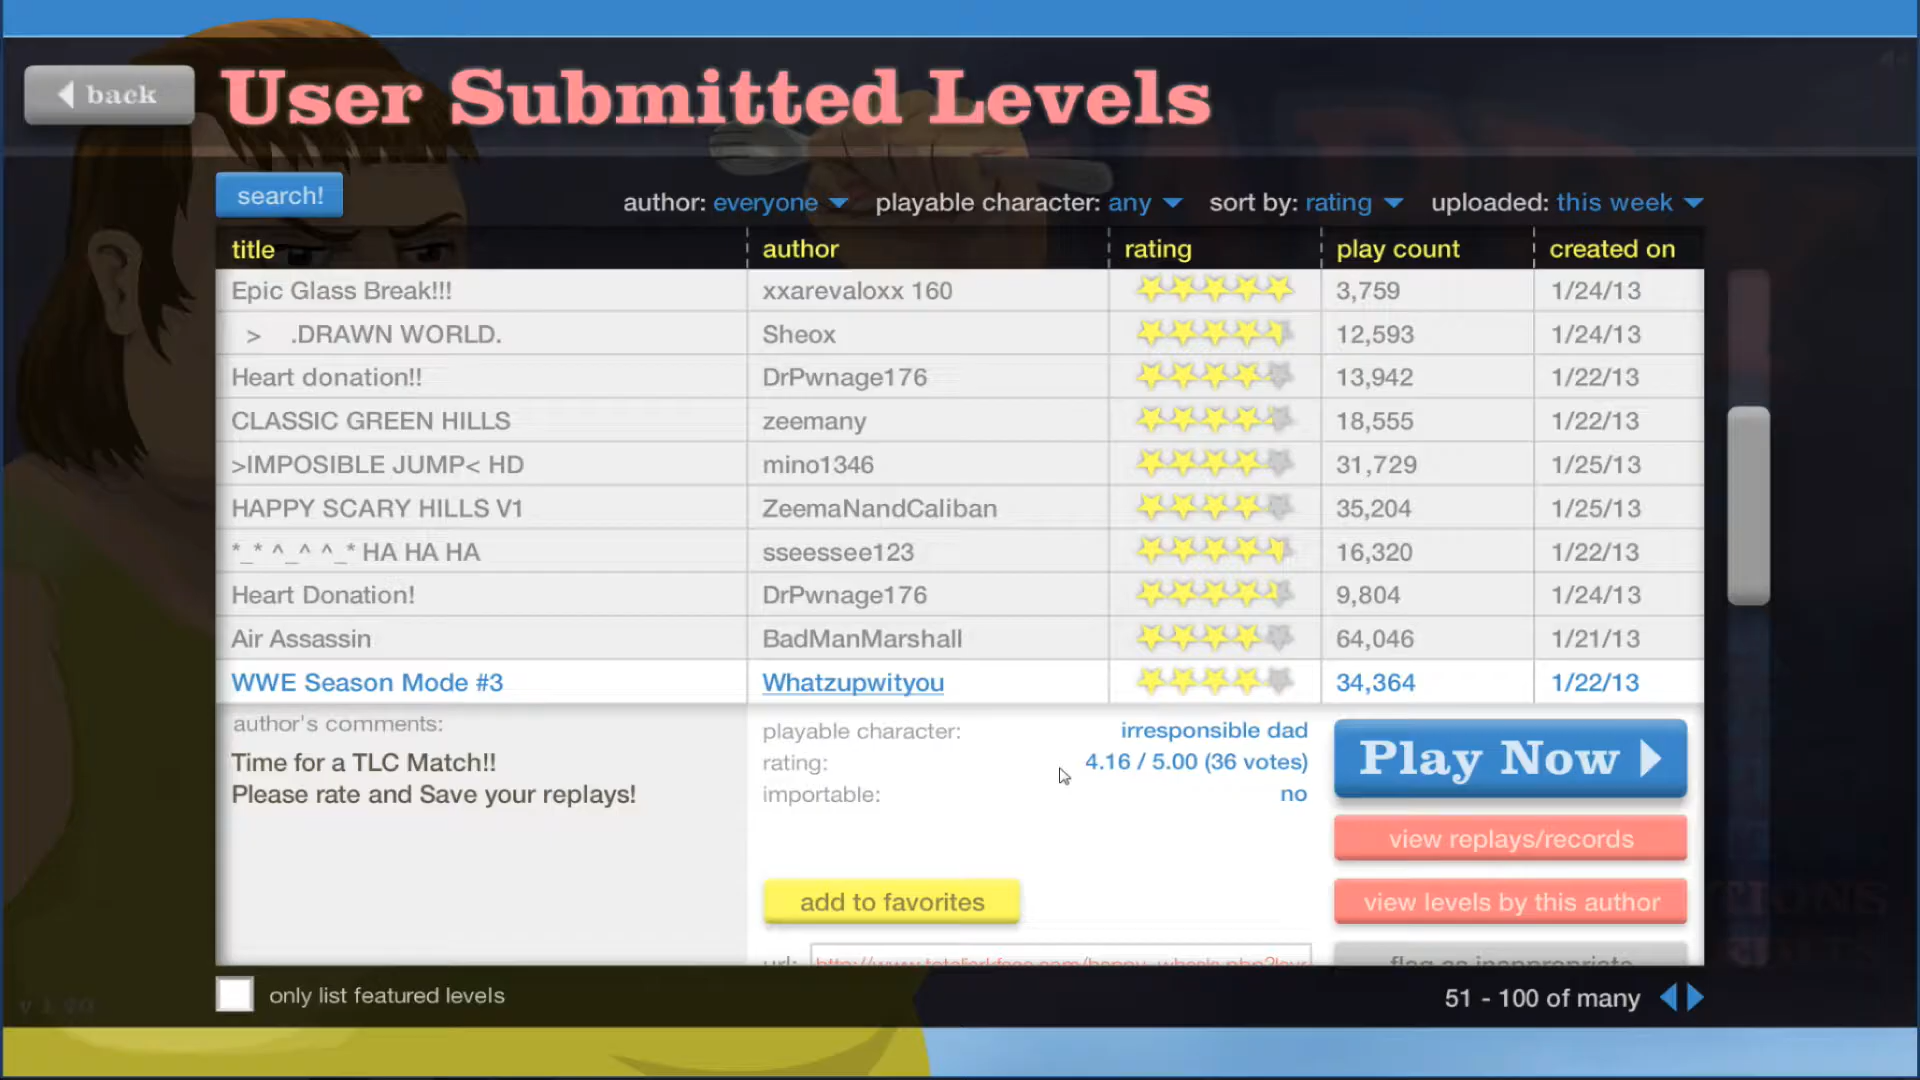 back
User Submitted Levels
search!
author: everyone playable character: any sort by: rating uploaded: this week
title author rating play count created on
Epic Glass Break!!! xxarevaloxx 160 3,759 1/24/13
> .DRAWN WORLD. Sheox 12,593 1/24/13
Heart donation!! DrPwnage176 13,942 1/22/13
CLASSIC GREEN HILLS zeemany 18,555 1/22/13
>IMPOSIBLE JUMP< HD mino1346 31,729 1/25/13
HAPPY SCARY HILLS V1 ZeemaNandCaliban 35,204 1/25/13
*_* ^_^ ^_* HA HA HA sseessee123 16,320 1/22/13
Heart Donation! DrPwnage176 9,804 1/24/13
Air Assassin BadManMarshall 64,046 1/21/13
WWE Season Mode #3 Whatzupwityou 34,364 1/22/13
author's comments:
Time for a TLC Match!!
Please rate and Save your replays!
playable character: irresponsible dad
rating: 4.16 / 5.00 (36 votes)
importable: no
Play Now
view replays/records
add to favorites
view levels by this author
url:
flag as inappropriate
only list featured levels
51 - 100 of many